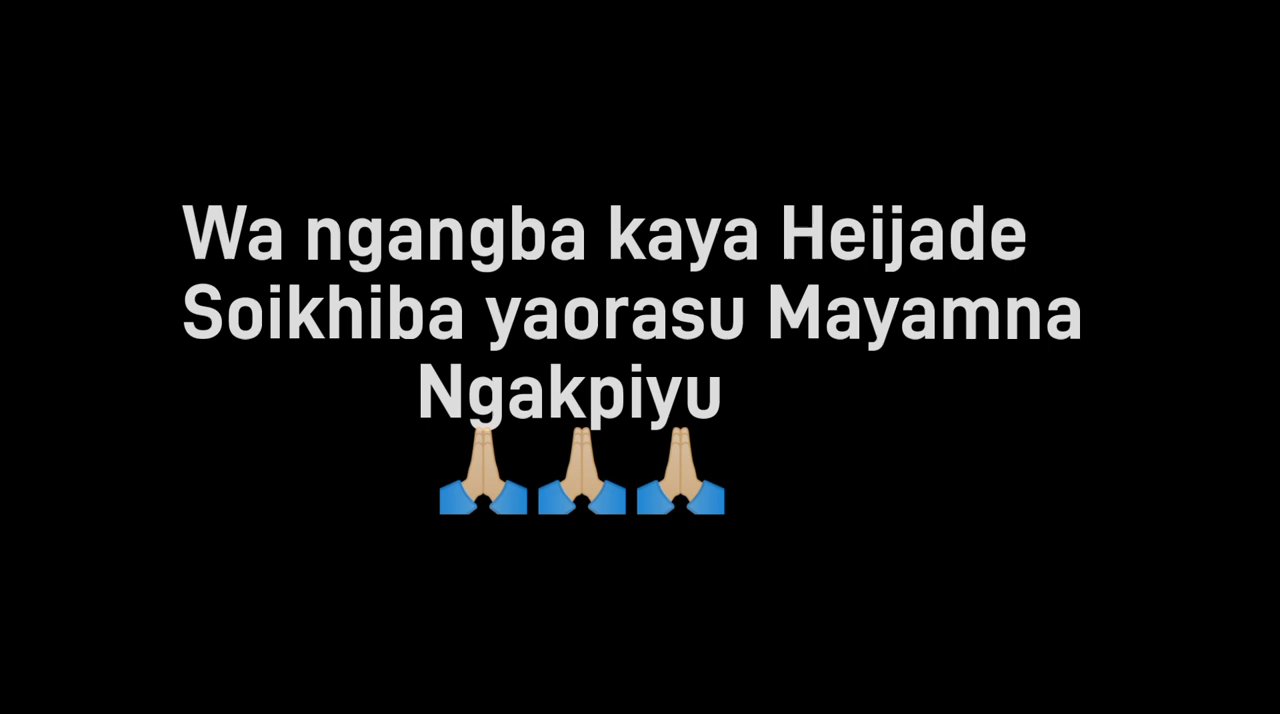 Wa ngangba kaya Heijade
Soikhiba yaorasu Mayamna
Ngakpiyu
🙏🏼🙏🏼🙏🏼